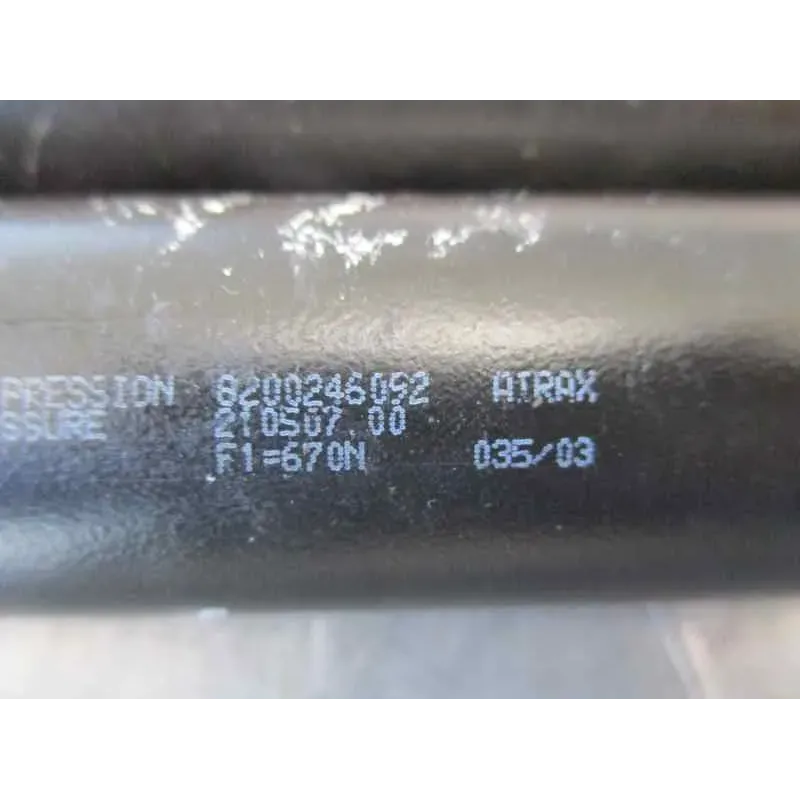 PRESSION 8200246092 ATRAX
SSURE 210507.00
F1=670N 035/03